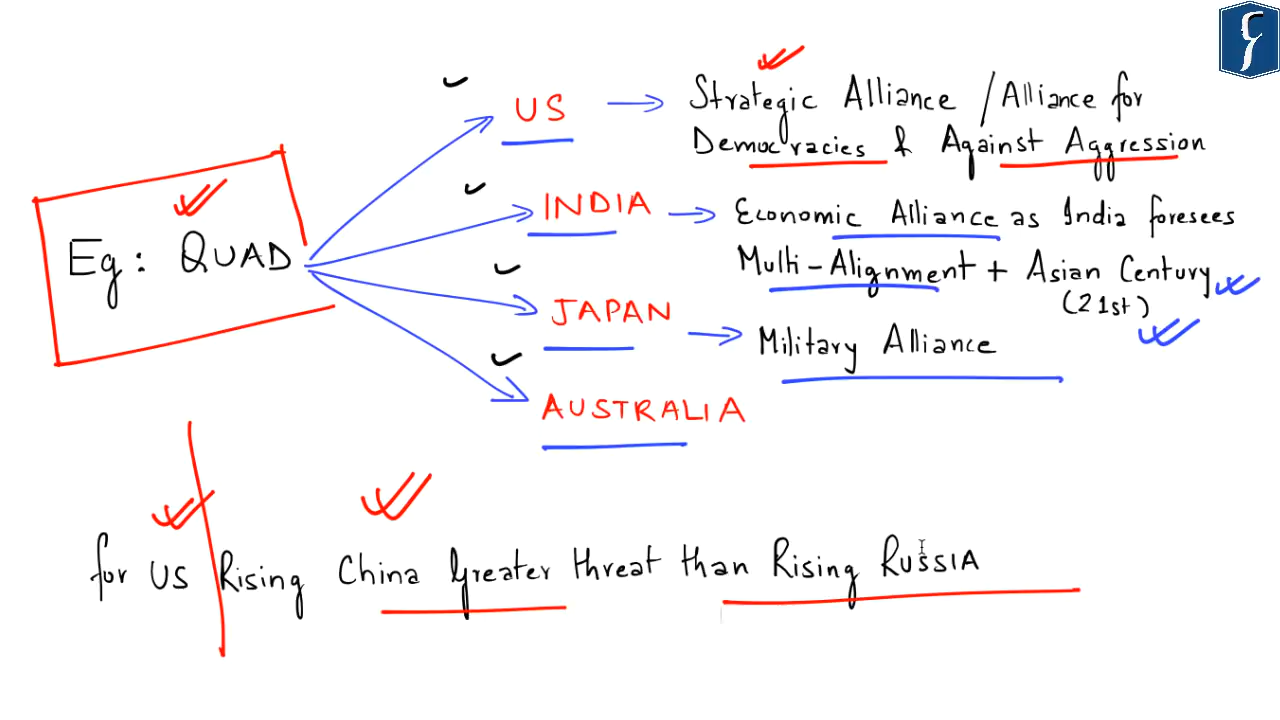 Eg: QUAD
US → Strategic Alliance / Alliance for
Democracies & Against Aggression
INDIA → Economic Alliance as India foresees
Multi-Alignment + Asian Century
(21st)
JAPAN → Military Alliance
AUSTRALIA
for US Rising China Greater threat than Rising RUSSIA